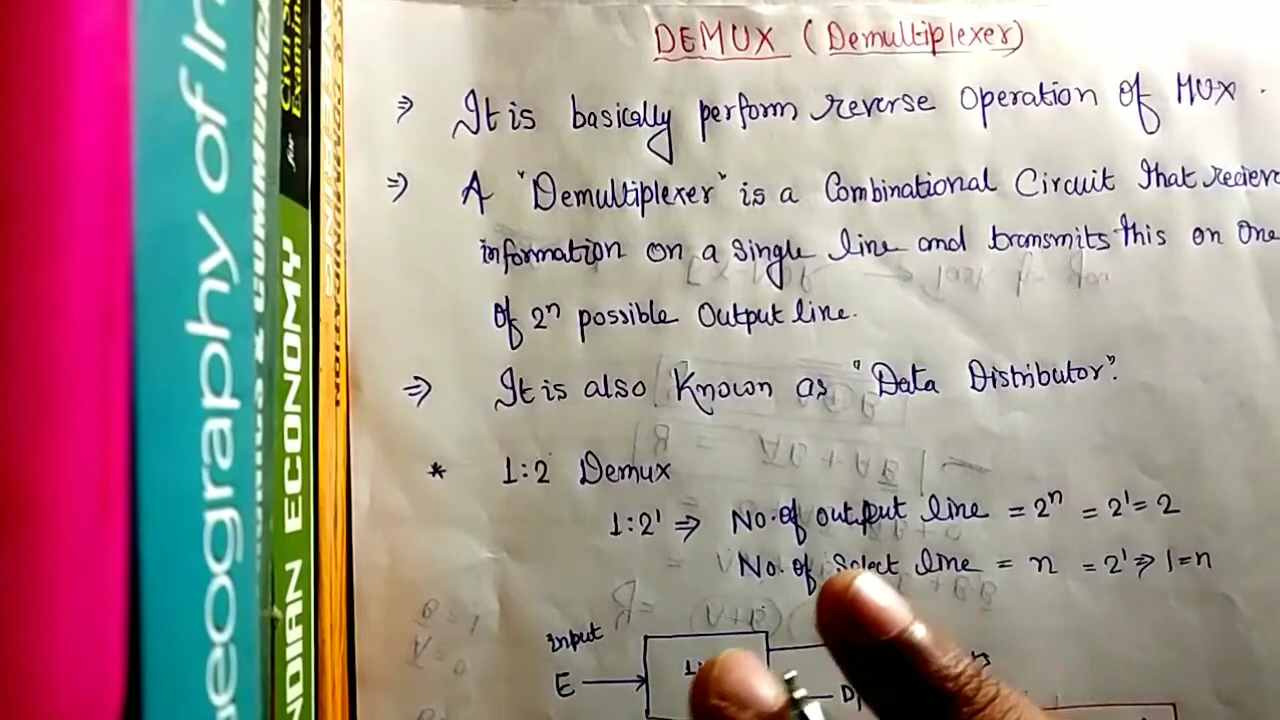 DEMUX (Demultiplexer)
⇒ It is basically perform reverse operation of MUX.
⇒ A "Demultiplexer" is a Combinational Circuit that
information on a single line and transmits this on one
of 2ⁿ possible output line.
⇒ It is also Known as "Data Distributor".
* 1:2 Demux
1:2¹ ⇒ No. of output line = 2ⁿ = 2¹ = 2
No. of Select line = n = 2¹ ⇒ 1 = n
input
E
Geography of In
INDIAN ECONOMY
for
Civil